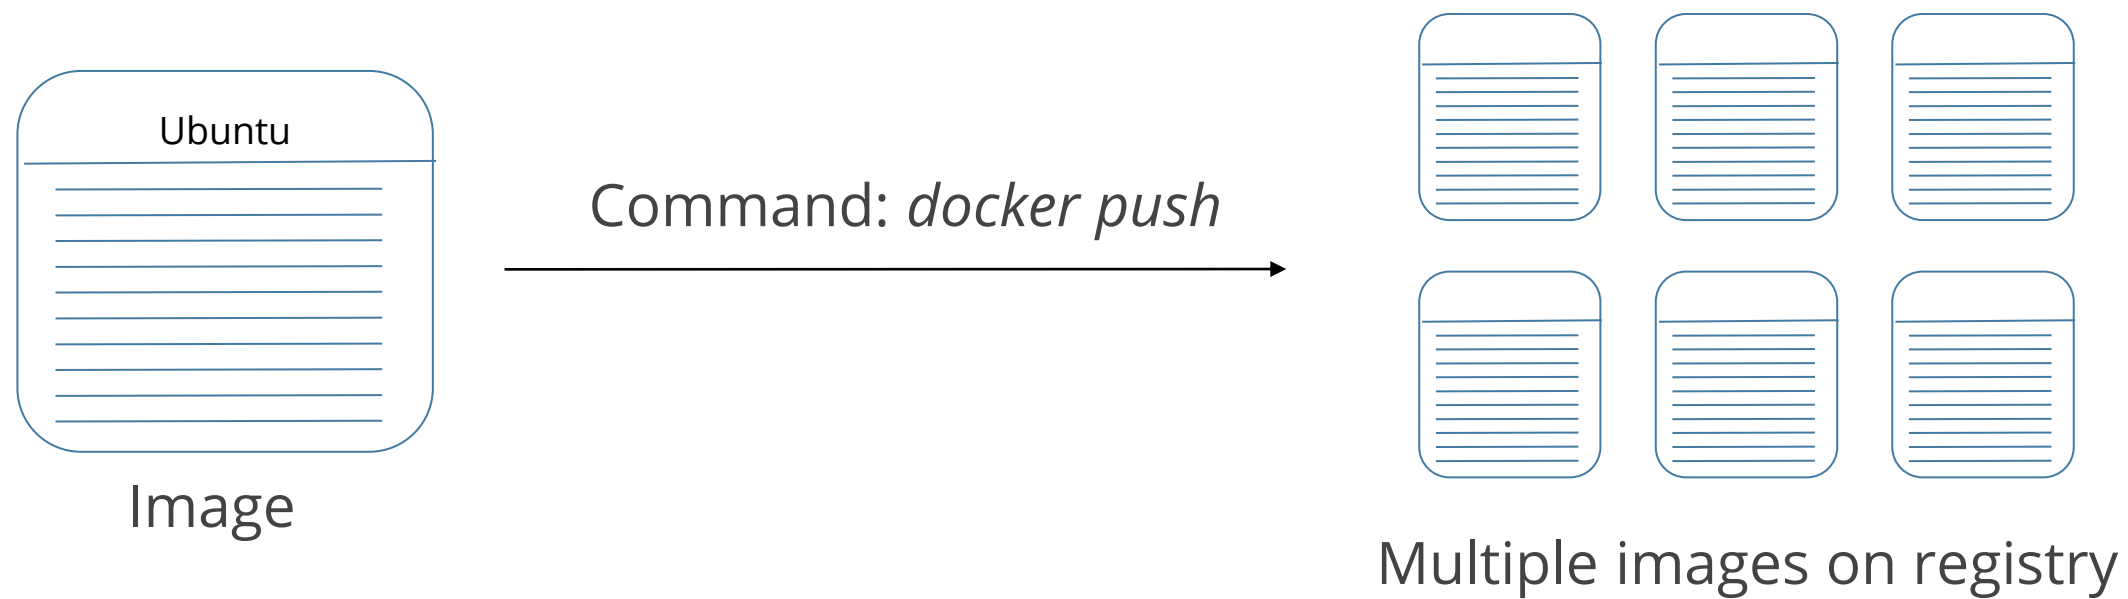 Ubuntu
Command: docker push
Image
Multiple images on registry